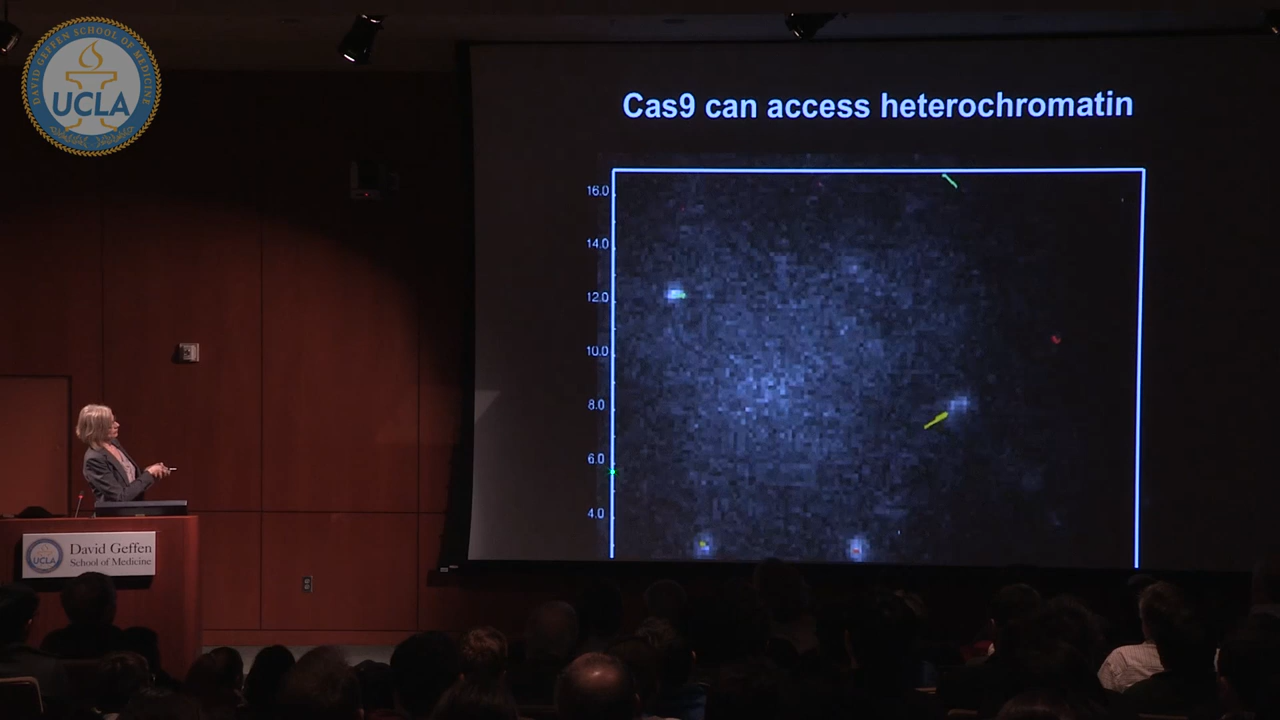 DAVID GEFFEN SCHOOL OF MEDICINE
UCLA
Cas9 can access heterochromatin
16.0
14.0
12.0
10.0
8.0
6.0
4.0
UCLA
David Geffen
School of Medicine